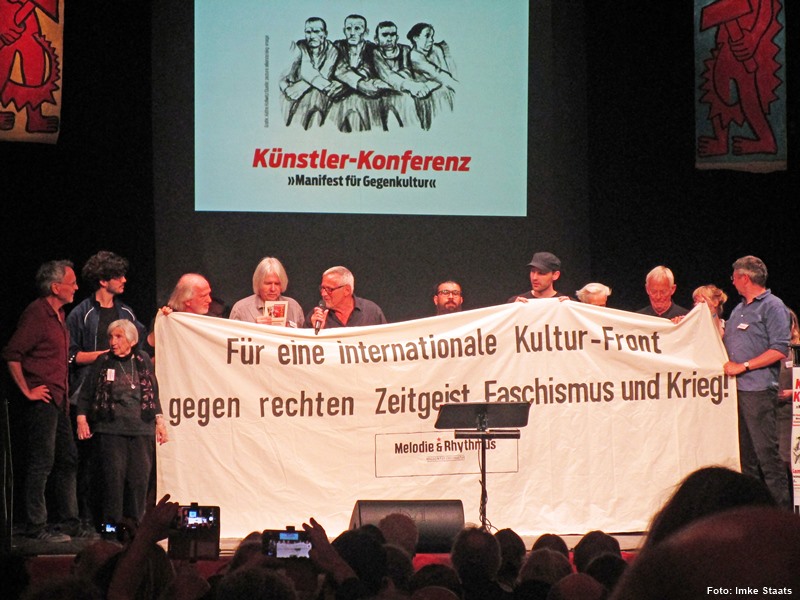 Künstler-Konferenz
»Manifest für Gegenkultur«
Für eine internationale Kultur-Front
gegen rechten Zeitgeist, Faschismus und Krieg!
Melodie & Rhythmus
Foto: Imke Staats